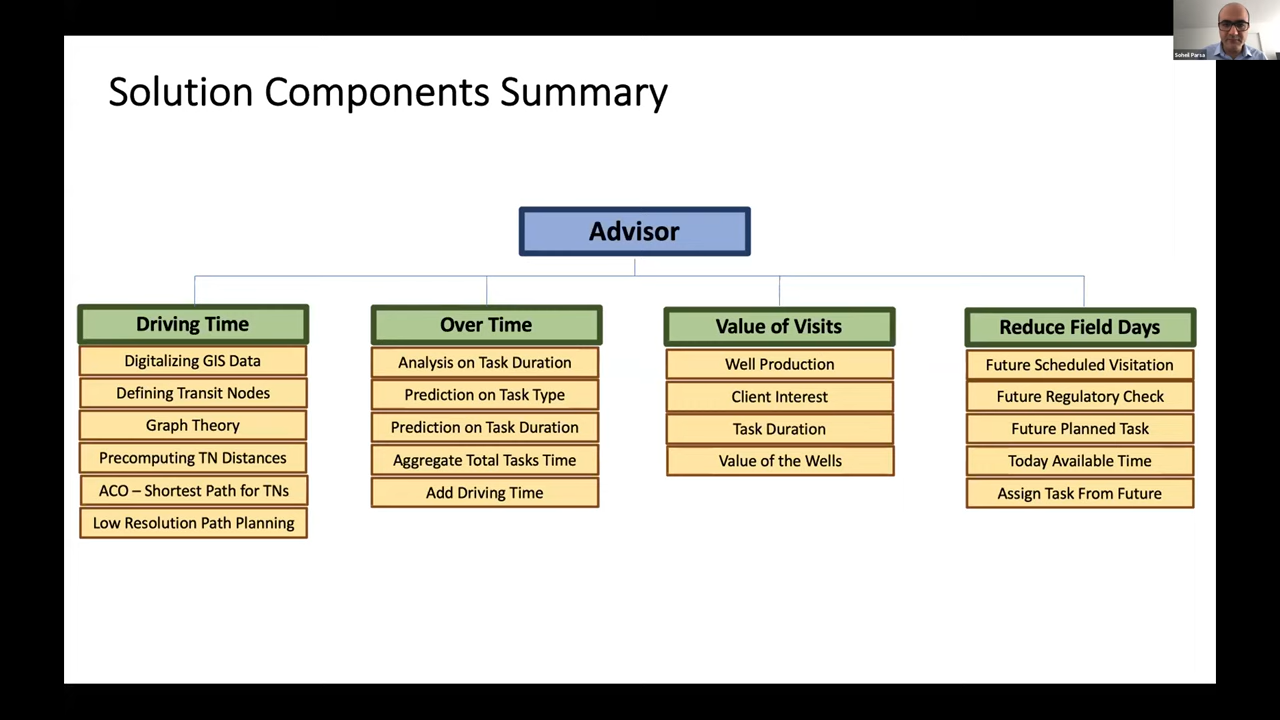 Soheil Parsa
Solution Components Summary
Advisor
Driving Time
Digitalizing GIS Data
Defining Transit Nodes
Graph Theory
Precomputing TN Distances
ACO – Shortest Path for TNs
Low Resolution Path Planning
Over Time
Analysis on Task Duration
Prediction on Task Type
Prediction on Task Duration
Aggregate Total Tasks Time
Add Driving Time
Value of Visits
Well Production
Client Interest
Task Duration
Value of the Wells
Reduce Field Days
Future Scheduled Visitation
Future Regulatory Check
Future Planned Task
Today Available Time
Assign Task From Future